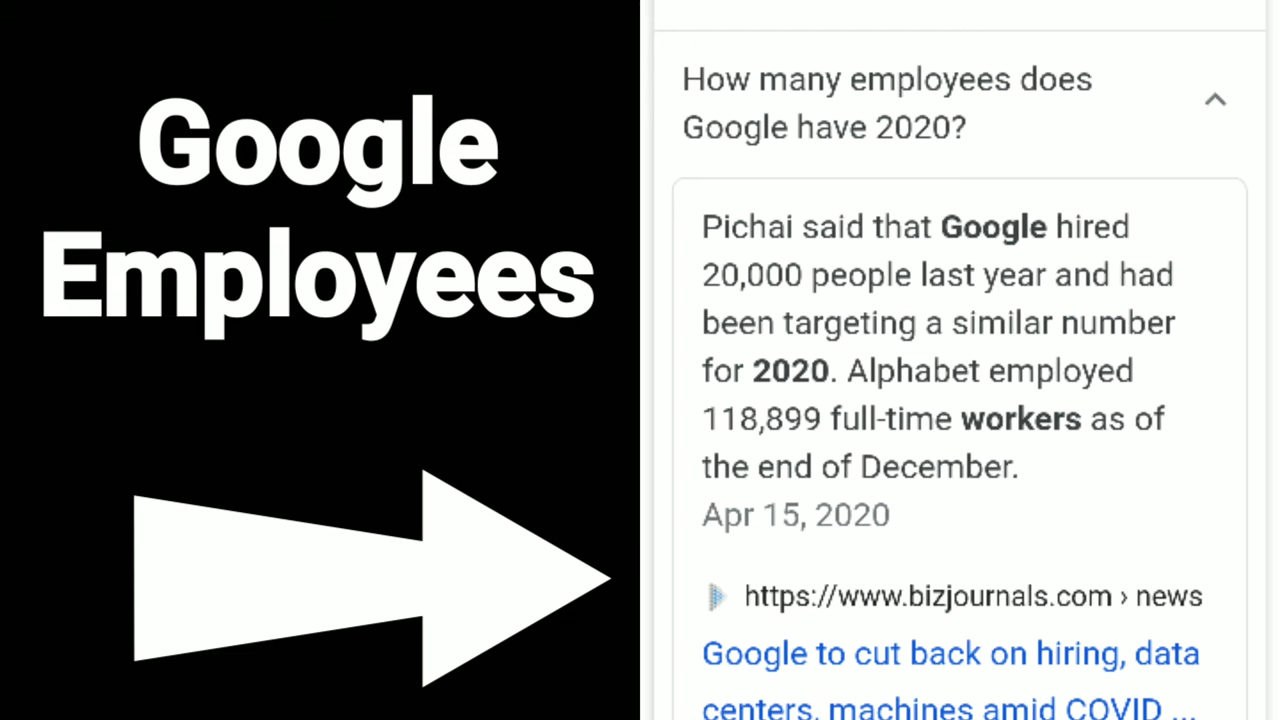 Google
Employees
How many employees does
Google have 2020?
Pichai said that Google hired
20,000 people last year and had
been targeting a similar number
for 2020. Alphabet employed
118,899 full-time workers as of
the end of December.
Apr 15, 2020
https://www.bizjournals.com › news
Google to cut back on hiring, data
centers, machines amid COVID ...